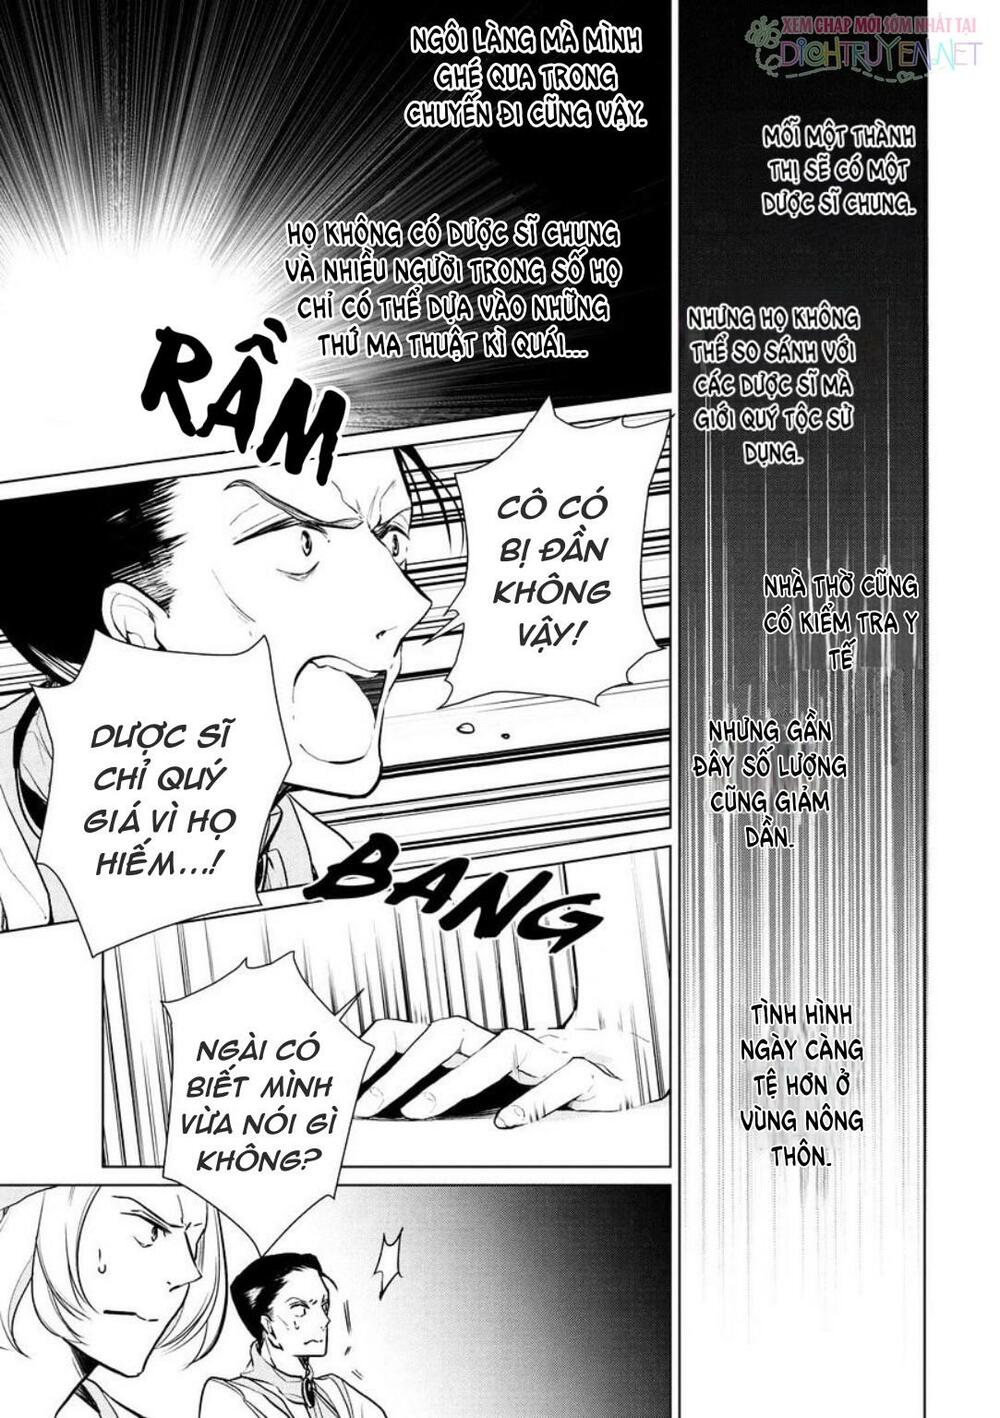 XEM CHAP MỚI SỚM NHẤT TẠI
DICHTRUYEN.NET
MỖI MỘT THÀNH
THỊ SẼ CÓ MỘT
DƯỢC SĨ CHUNG.
NHƯNG HỌ KHÔNG
THỂ SO SÁNH VỚI
CÁC DƯỢC SĨ MÀ
GIỚI QUÝ TỘC SỬ
DỤNG.
NHÀ THỜ CŨNG
CÓ KIỂM TRA Y
TẾ
NHƯNG GẦN
ĐÂY SỐ LƯỢNG
CŨNG GIẢM
DẦN.
TÌNH HÌNH
NGÀY CÀNG
TỆ HƠN Ở
VÙNG NÔNG
THÔN.
NGÔI LÀNG MÀ MÌNH
GHÉ QUA TRONG
CHUYẾN ĐI CŨNG VẬY.
HỌ KHÔNG CÓ DƯỢC SĨ CHUNG
VÀ NHIỀU NGƯỜI TRONG SỐ HỌ
CHỈ CÓ THỂ DỰA VÀO NHỮNG
THỨ MA THUẬT KÌ QUÁI...
RẦM
CÔ CÓ
BỊ ĐẦN
KHÔNG
VẬY!
DƯỢC SĨ
CHỈ QUÝ
GIÁ VÌ HỌ
HIẾM...!
BANG
NGÀI CÓ
BIẾT MÌNH
VỪA NÓI GÌ
KHÔNG?